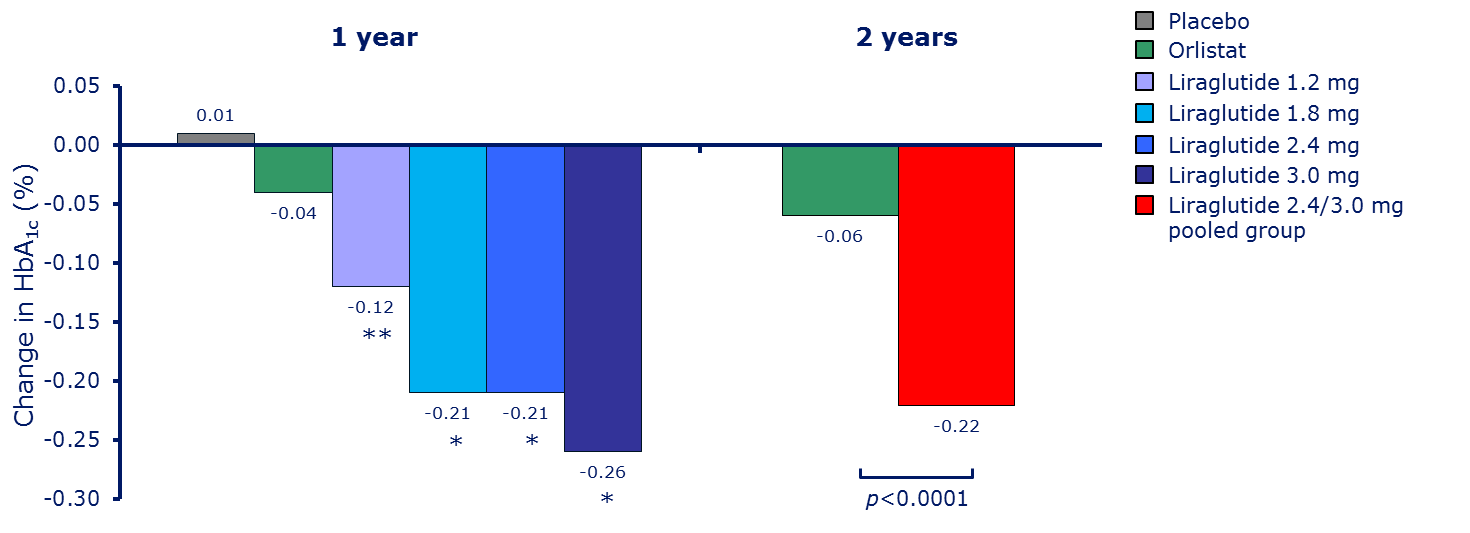 1 year
2 years
Placebo
Orlistat
Liraglutide 1.2 mg
Liraglutide 1.8 mg
Liraglutide 2.4 mg
Liraglutide 3.0 mg
Liraglutide 2.4/3.0 mg
pooled group
Change in HbA1c (%)
0.05
0.00
-0.05
-0.10
-0.15
-0.20
-0.25
-0.30
0.01
-0.04
-0.12
**
-0.21
*
-0.21
*
-0.26
*
-0.06
-0.22
p<0.0001